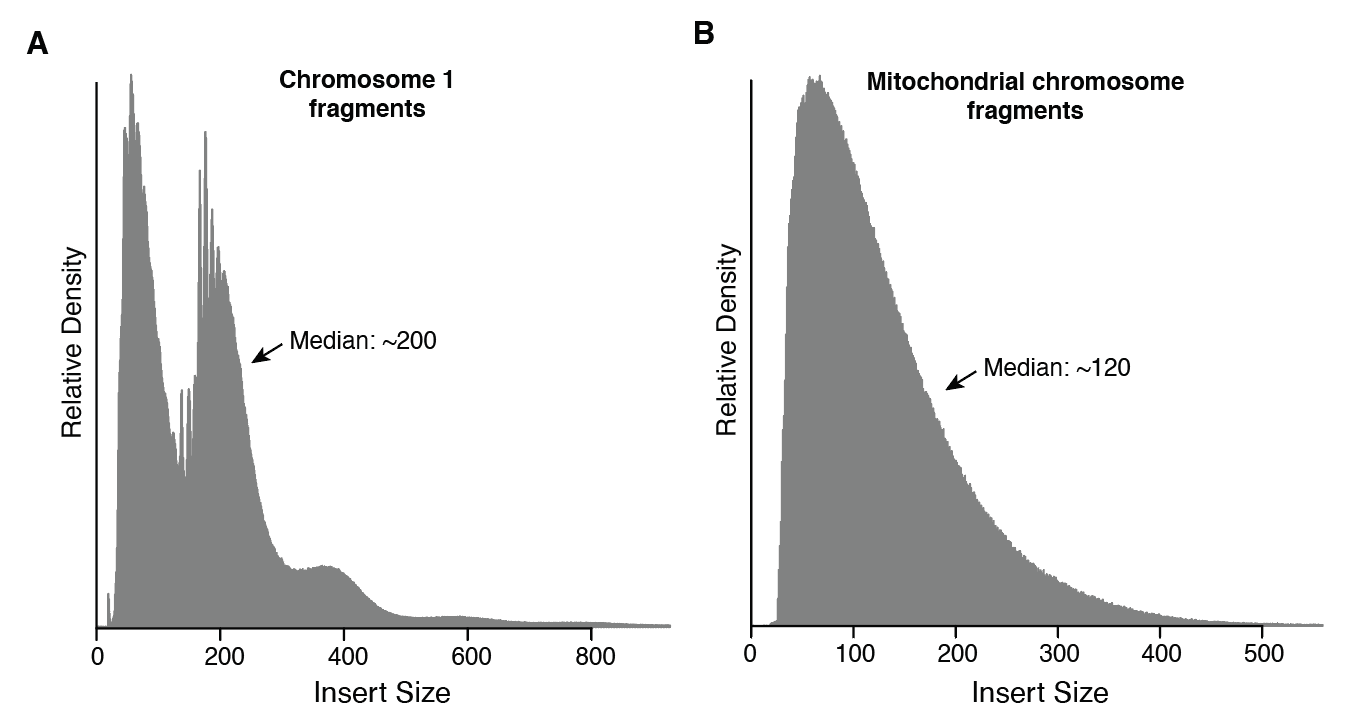 A
Chromosome 1
fragments
Relative Density
Median: ~200
0 200 400 600 800
Insert Size
B
Mitochondrial chromosome
fragments
Relative Density
Median: ~120
0 100 200 300 400 500
Insert Size